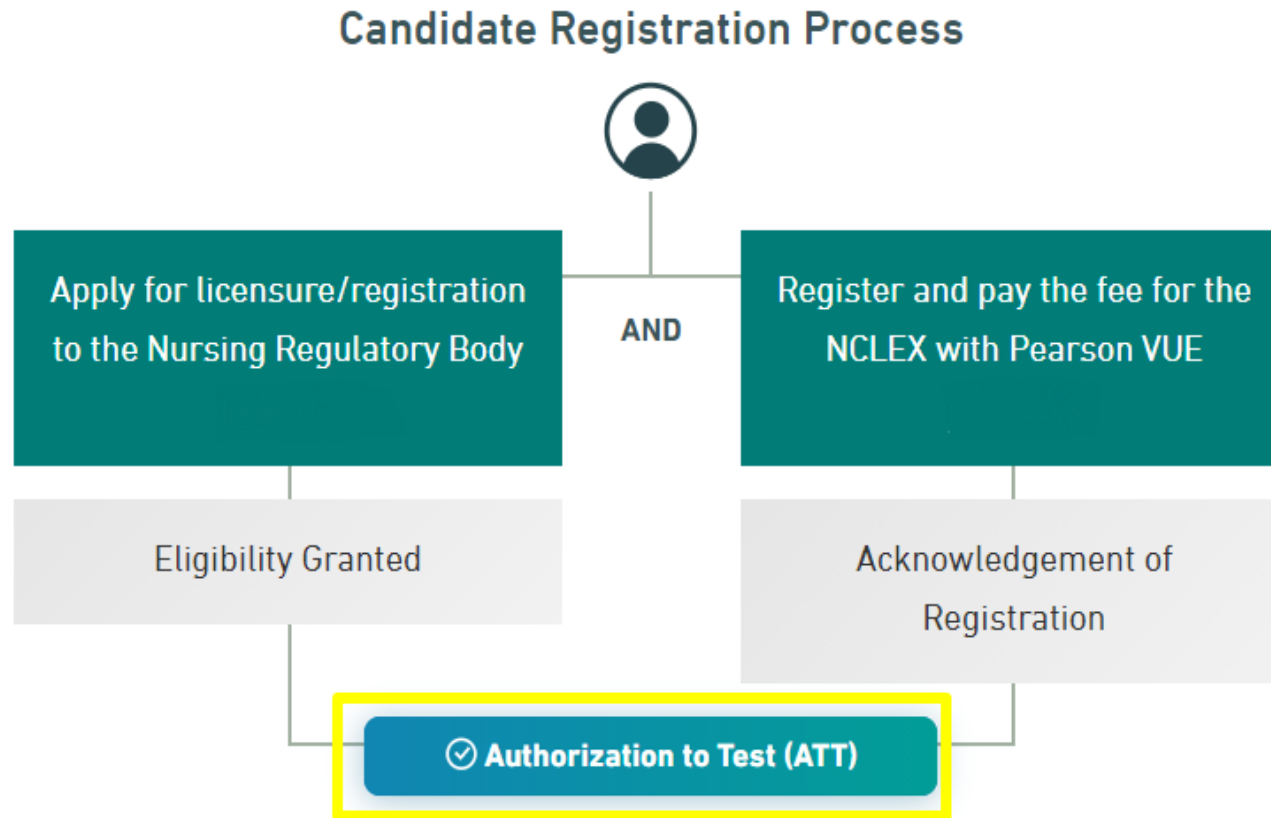 Candidate Registration Process
Apply for licensure/registration
to the Nursing Regulatory Body
AND
Register and pay the fee for the
NCLEX with Pearson VUE
Eligibility Granted
Acknowledgement of
Registration
Authorization to Test (ATT)